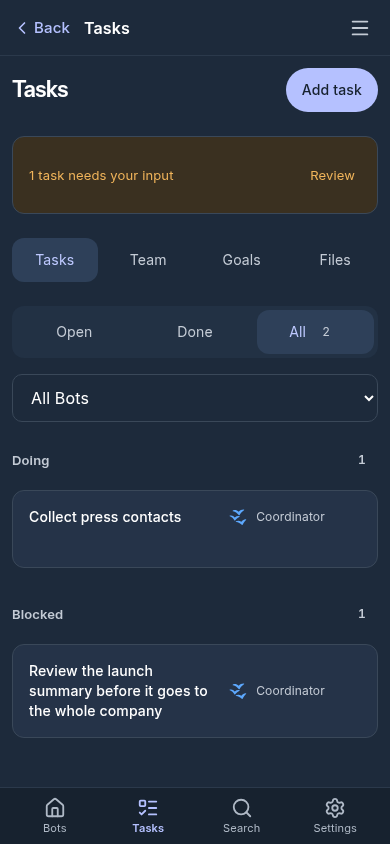 Back Tasks
Tasks
Add task
1 task needs your input
Review
Tasks Team Goals Files
Open Done All 2
All Bots
Doing 1
Collect press contacts
Coordinator
Blocked 1
Review the launch
summary before it goes to
the whole company
Coordinator
Bots Tasks Search Settings